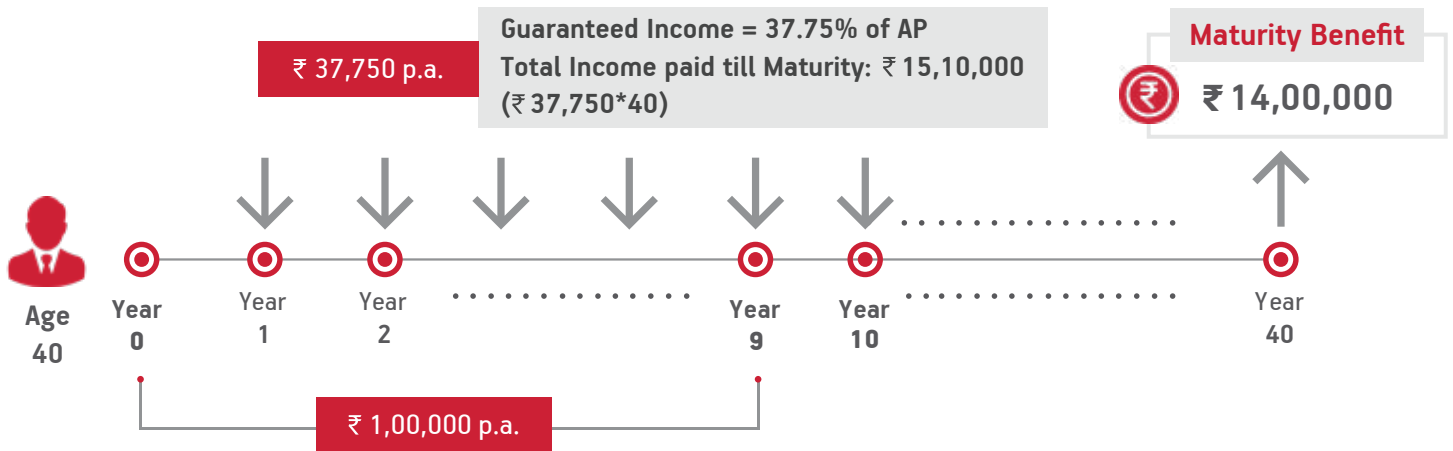 Guaranteed Income = 37.75% of AP
₹ 37,750 p.a.
Total Income paid till Maturity: ₹ 15,10,000
(₹ 37,750*40)
Maturity Benefit
₹
₹ 14,00,000
Age
40
Year
0
Year
1
Year
2
Year
9
Year
10
Year
40
₹ 1,00,000 p.a.